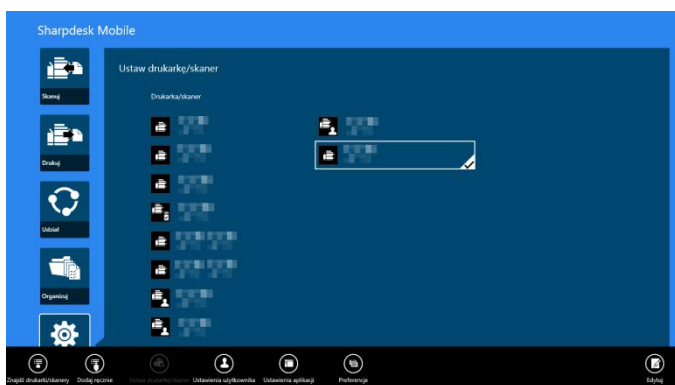 Sharpdesk Mobile
Ustaw drukarkę/skaner
Drukarka/skaner
Skanuj
Drukuj
Udział
Organizuj
Znajdź drukarki/skanery
Dodaj ręcznie
Ustaw drukarkę/skaner
Ustawienia użytkownika
Ustawienia aplikacji
Preferencje
Edytuj